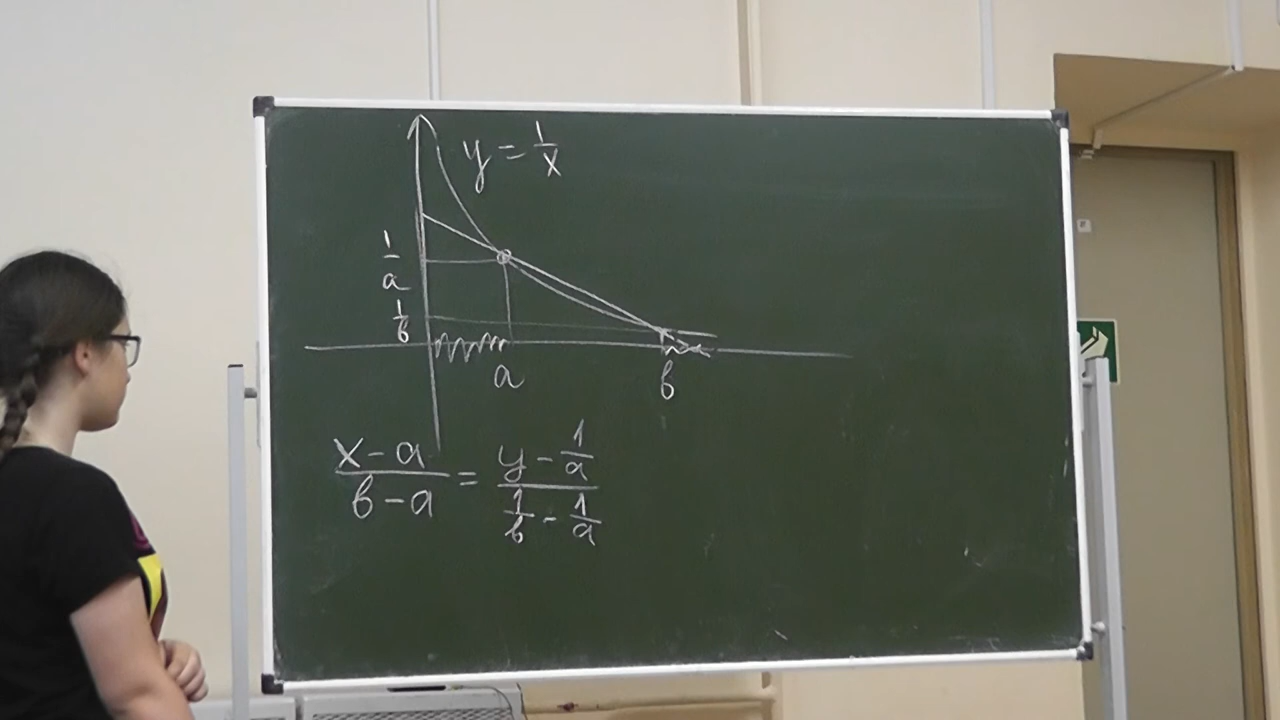 y = 1/x
1/a
1/b
a b
(x - a)/(b - a) = (y - 1/a)/(1/b - 1/a)